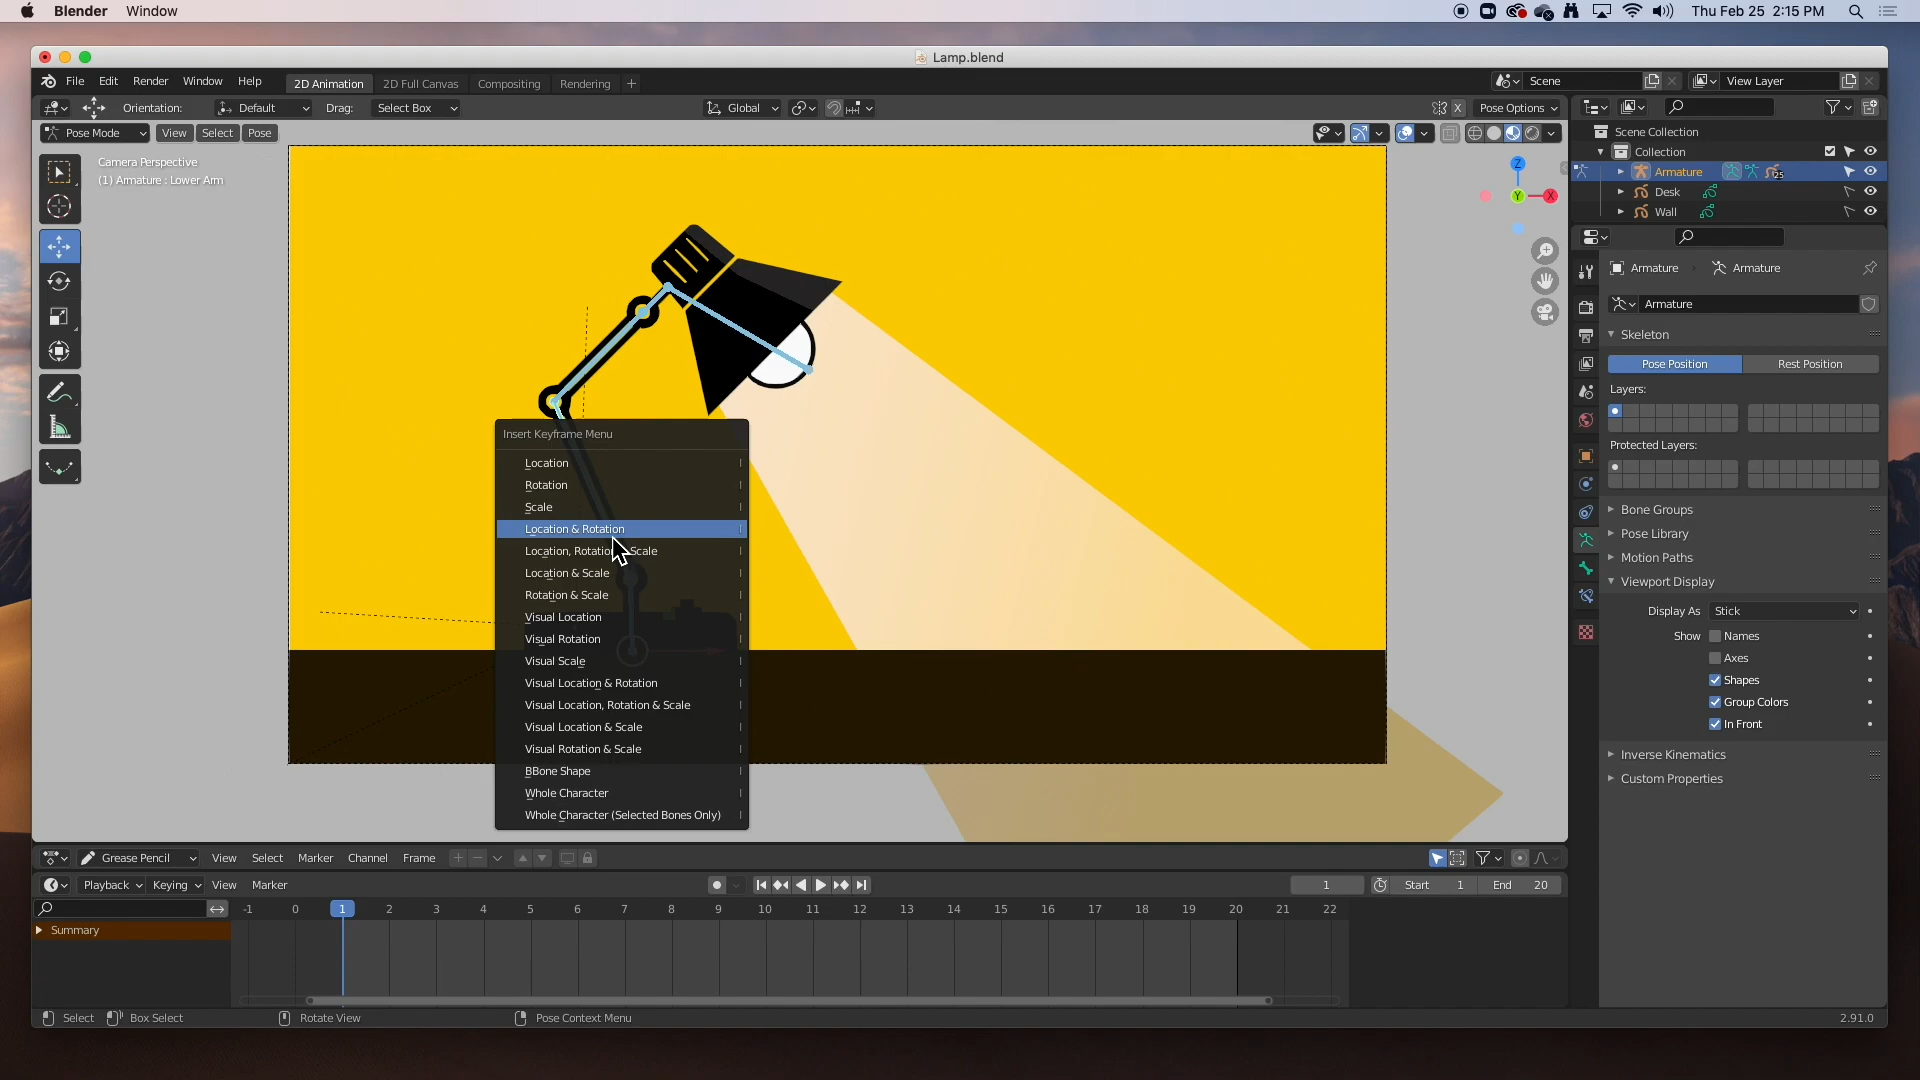 Blender Window Thu Feb 25 2:15 PM
Lamp.blend
File Edit Render Window Help 2D Animation 2D Full Canvas Compositing Rendering + Scene View Layer
Orientation: Default Drag: Select Box Global X Pose Options
Pose Mode View Select Pose
Camera Perspective
(1) Armature : Lower Arm
Z
Y
X
Scene Collection
Collection
Armature 25
Desk
Wall
Armature Armature
Armature
Skeleton
Pose Position Rest Position
Layers:
Protected Layers:
Bone Groups
Pose Library
Motion Paths
Viewport Display
Display As Stick
Show Names
Axes
Shapes
Group Colors
In Front
Inverse Kinematics
Custom Properties
Insert Keyframe Menu
Location I
Rotation I
Scale I
Location & Rotation I
Location, Rotation Scale I
Location & Scale I
Rotation & Scale I
Visual Location I
Visual Rotation I
Visual Scale I
Visual Location & Rotation I
Visual Location, Rotation & Scale I
Visual Location & Scale I
Visual Rotation & Scale I
BBone Shape I
Whole Character I
Whole Character (Selected Bones Only) I
Grease Pencil View Select Marker Channel Frame
Playback Keying View Marker 1 Start 1 End 20
-1 0 1 2 3 4 5 6 7 8 9 10 11 12 13 14 15 16 17 18 19 20 21 22
Summary
Select Box Select Rotate View Pose Context Menu 2.91.0